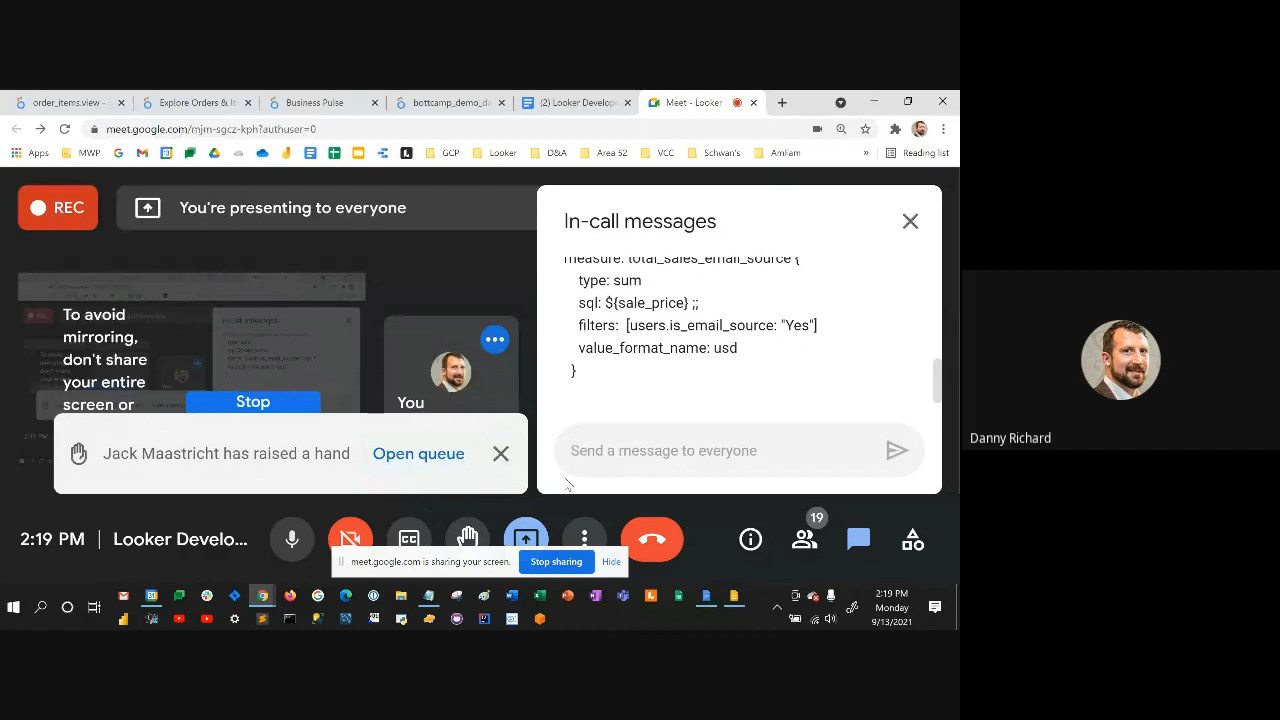 order_items.view -
Explore Orders & It
Business Pulse
bottcamp_demo_da
(2) Looker Develop
Meet - Looker
meet.google.com/mjm-sgcz-kph?authuser=0
Apps
MWP
GCP
Looker
D&A
Area 52
VCC
Schwan's
AmFam
»
Reading list
REC
You're presenting to everyone
In-call messages
measure: total_sales_email_source {
type: sum
sql: ${sale_price} ;;
filters: [users.is_email_source: "Yes"]
value_format_name: usd
}
To avoid
mirroring,
don't share
your entire
screen or
Stop
You
Jack Maastricht has raised a hand
Open queue
Send a message to everyone
Danny Richard
2:19 PM | Looker Develo...
19
meet.google.com is sharing your screen.
Stop sharing
Hide
2:19 PM
Monday
9/13/2021